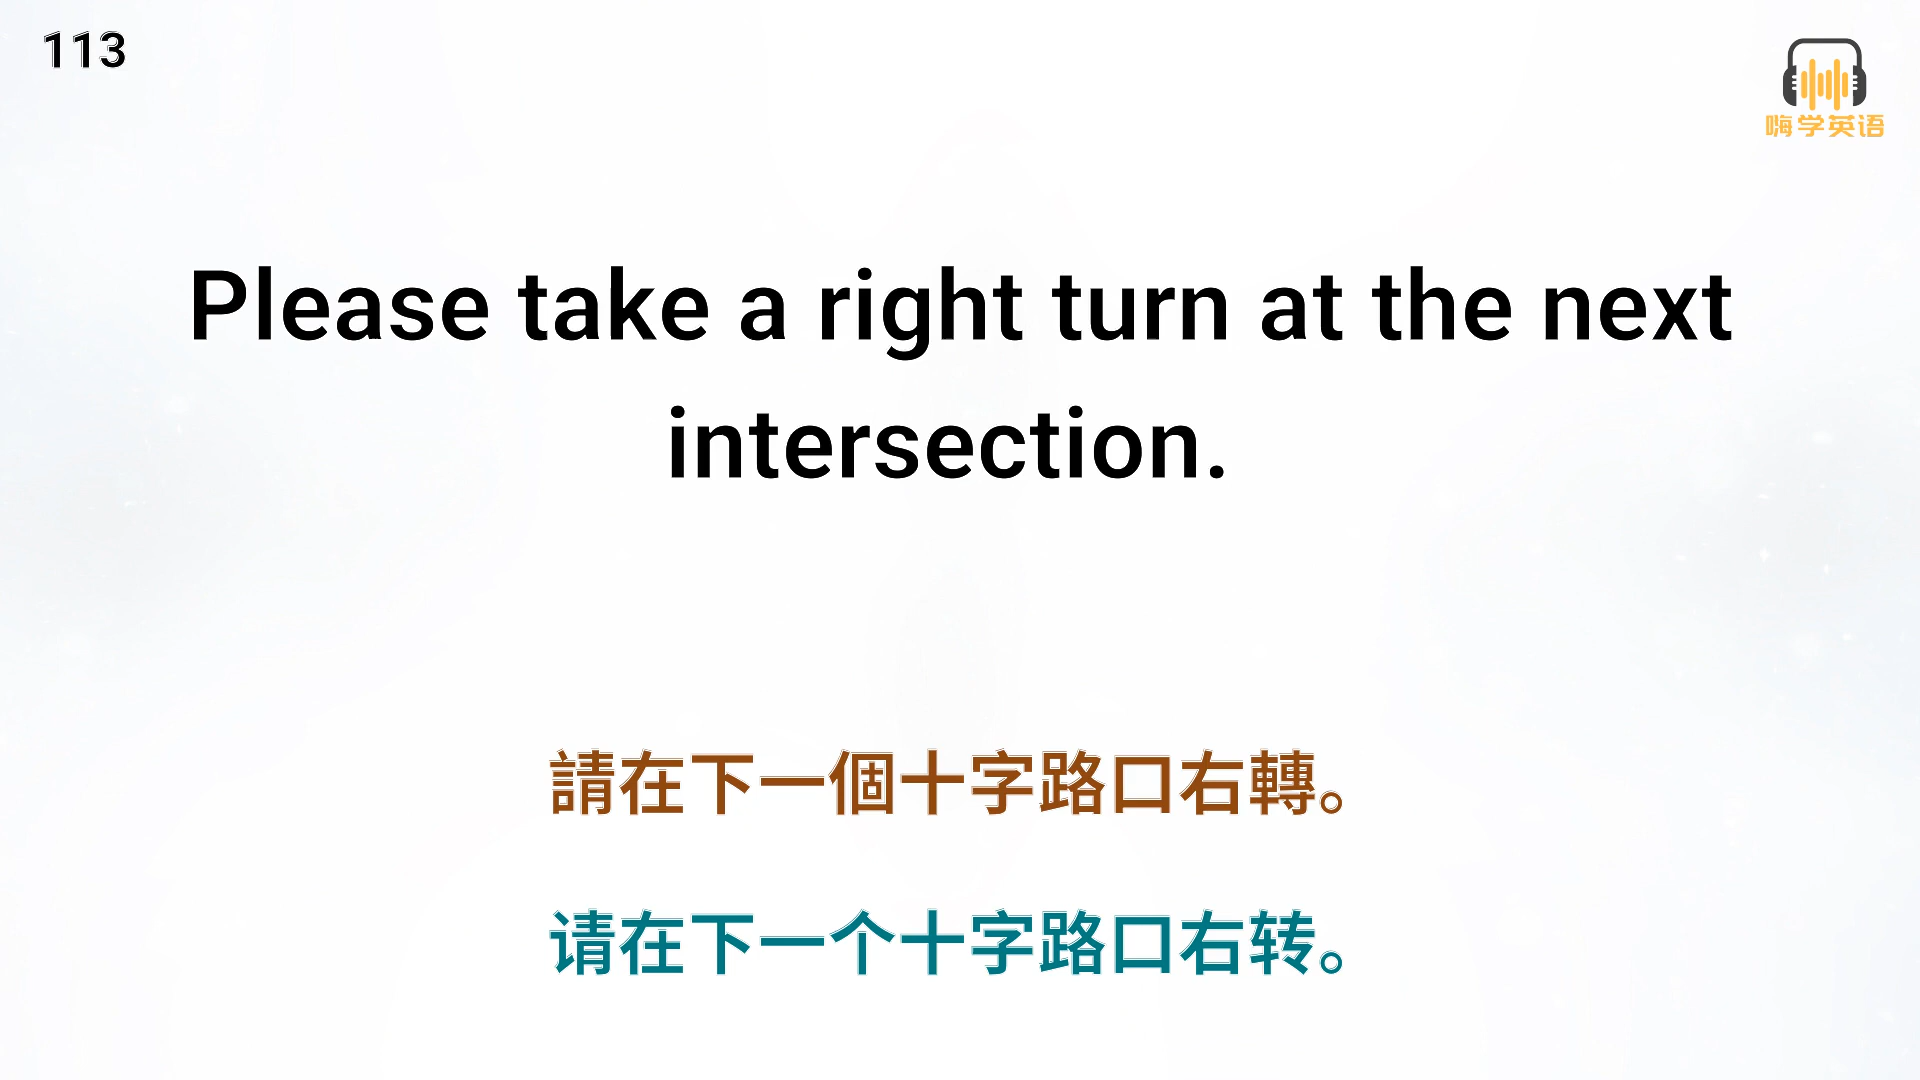 113
嗨学英语
Please take a right turn at the next
intersection.
請在下一個十字路口右轉。
请在下一个十字路口右转。